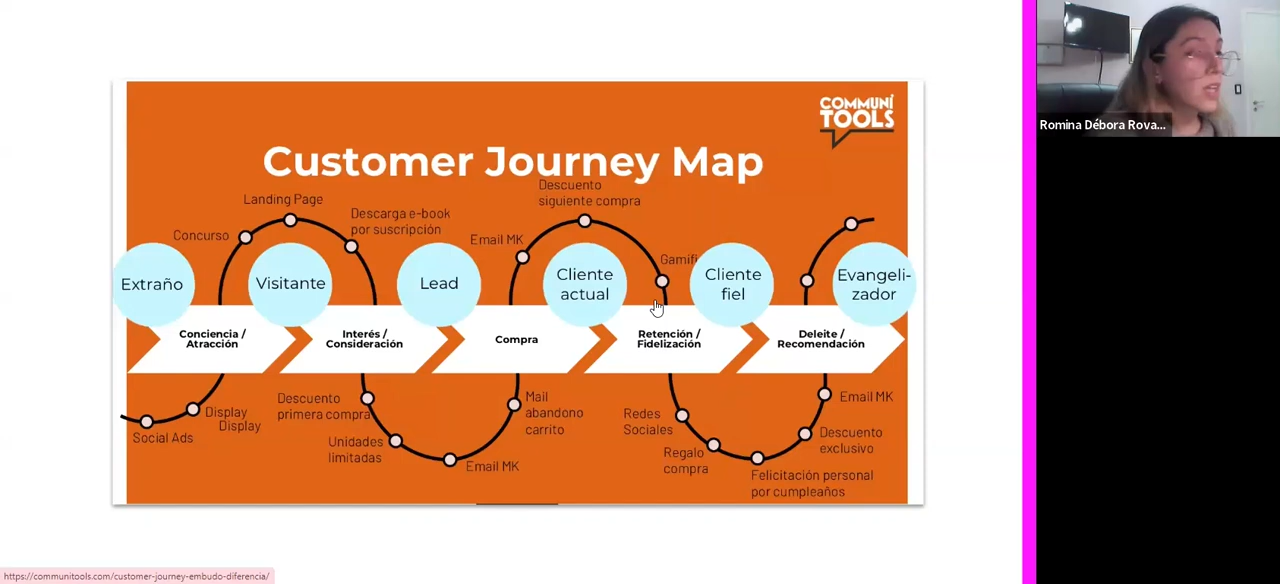 COMMUNI
TOOLS
Romina Débora Rova...
Customer Journey Map
Landing Page
Descuento
siguiente compra
Concurso
Descarga e-book
por suscripción
Email MK
Gamifi
Extraño
Visitante
Lead
Cliente
actual
Cliente
fiel
Evangeli-
zador
Conciencia /
Atracción
Interés /
Consideración
Compra
Retención /
Fidelización
Deleite /
Recomendación
Social Ads
Display
Display
Descuento
primera compra
Unidades
limitadas
Email MK
Mail
abandono
carrito
Redes
Sociales
Regalo
compra
Felicitación personal
por cumpleaños
Descuento
exclusivo
Email MK
https://communitools.com/customer-journey-embudo-diferencia/